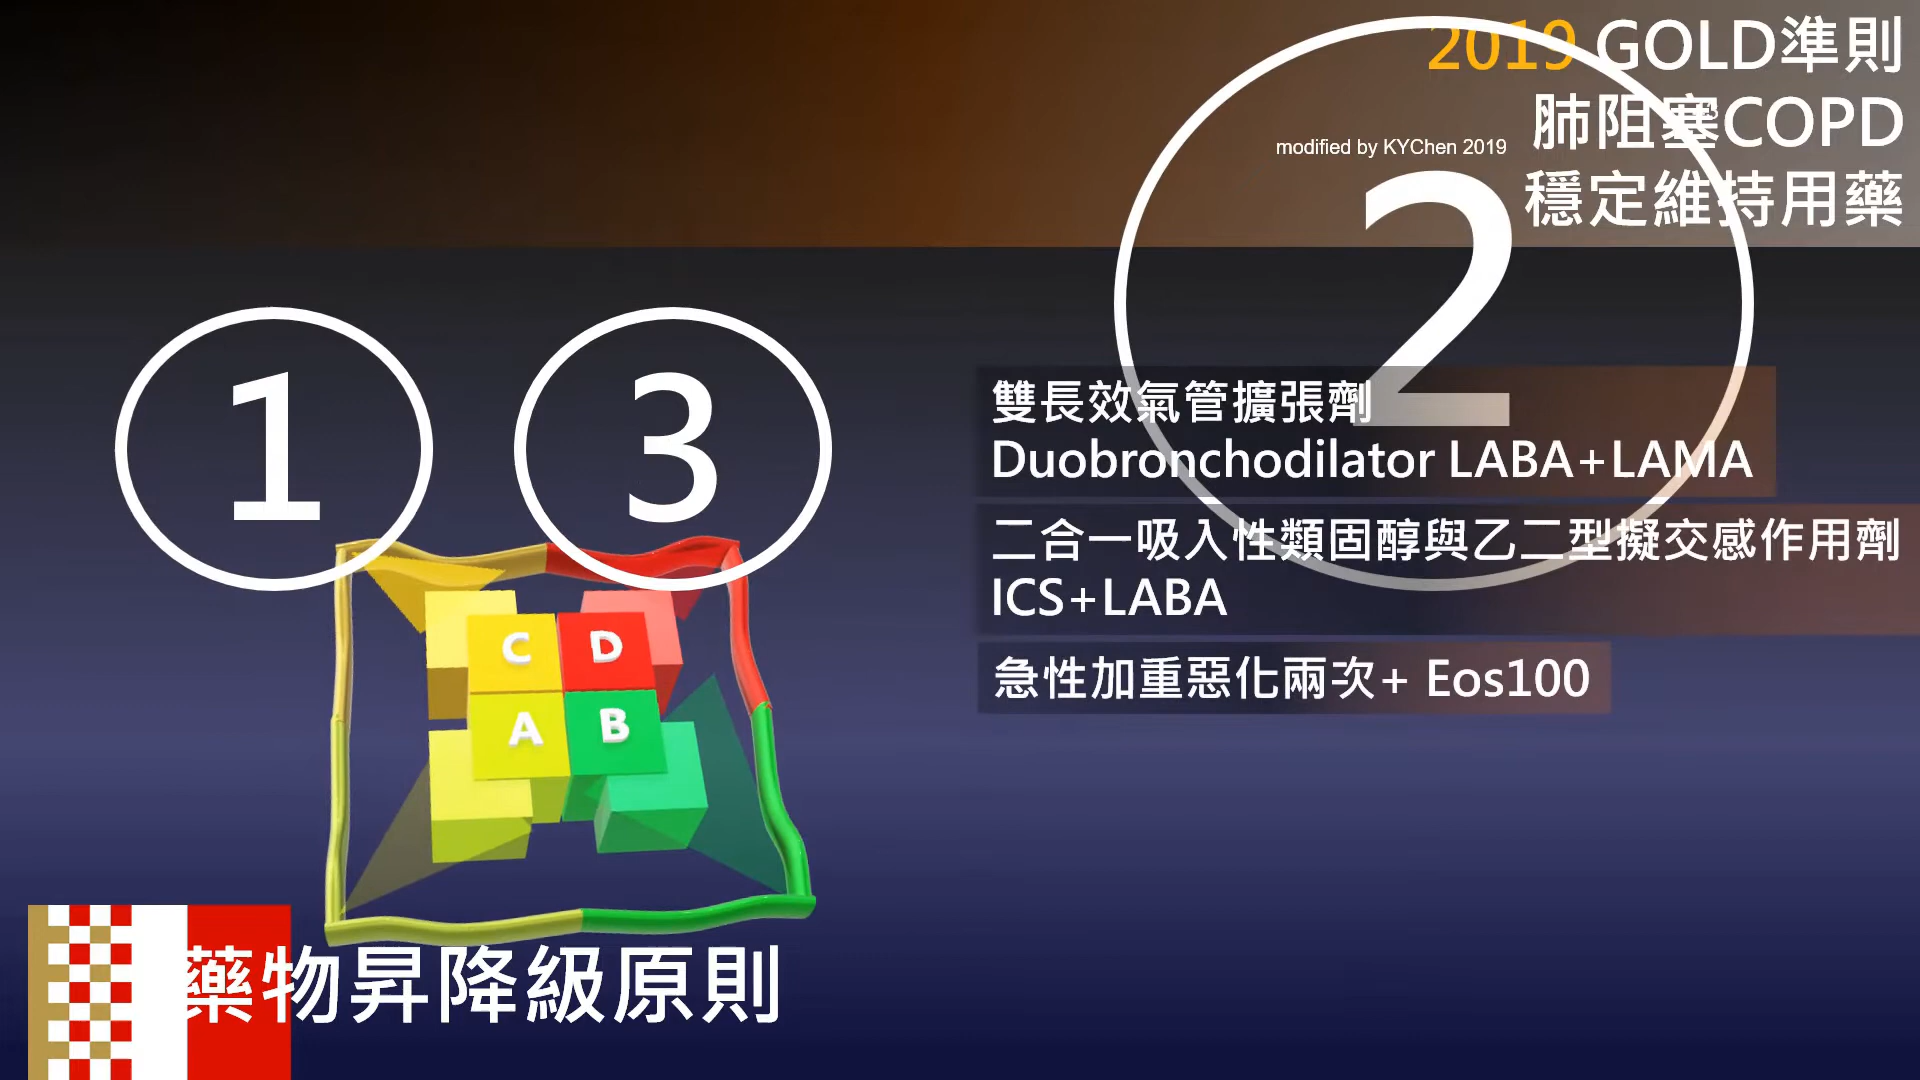 2019 GOLD準則
肺阻塞COPD
modified by KYChen 2019
穩定維持用藥
1
3
2
雙長效氣管擴張劑
Duobronchodilator LABA+LAMA
二合一吸入性類固醇與乙二型擬交感作用劑
ICS+LABA
急性加重惡化兩次+ Eos100
C D
A B
藥物昇降級原則